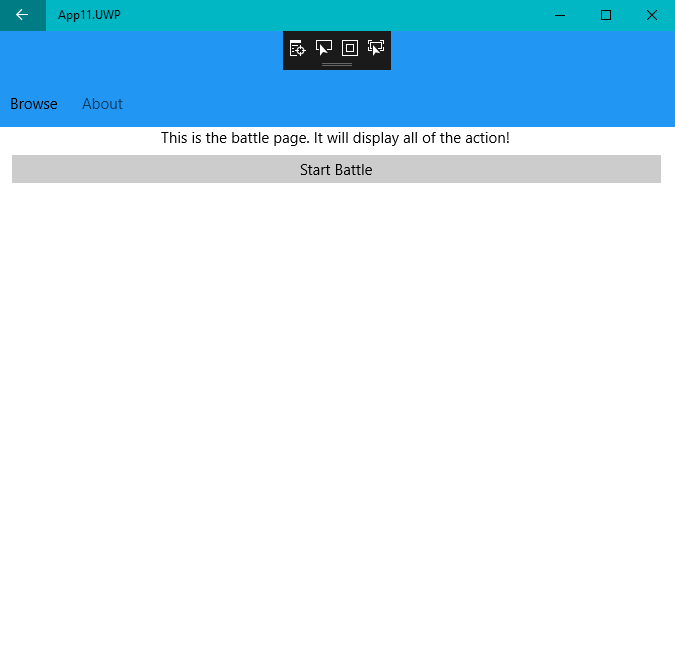 App11.UWP
Browse About
This is the battle page. It will display all of the action!
Start Battle